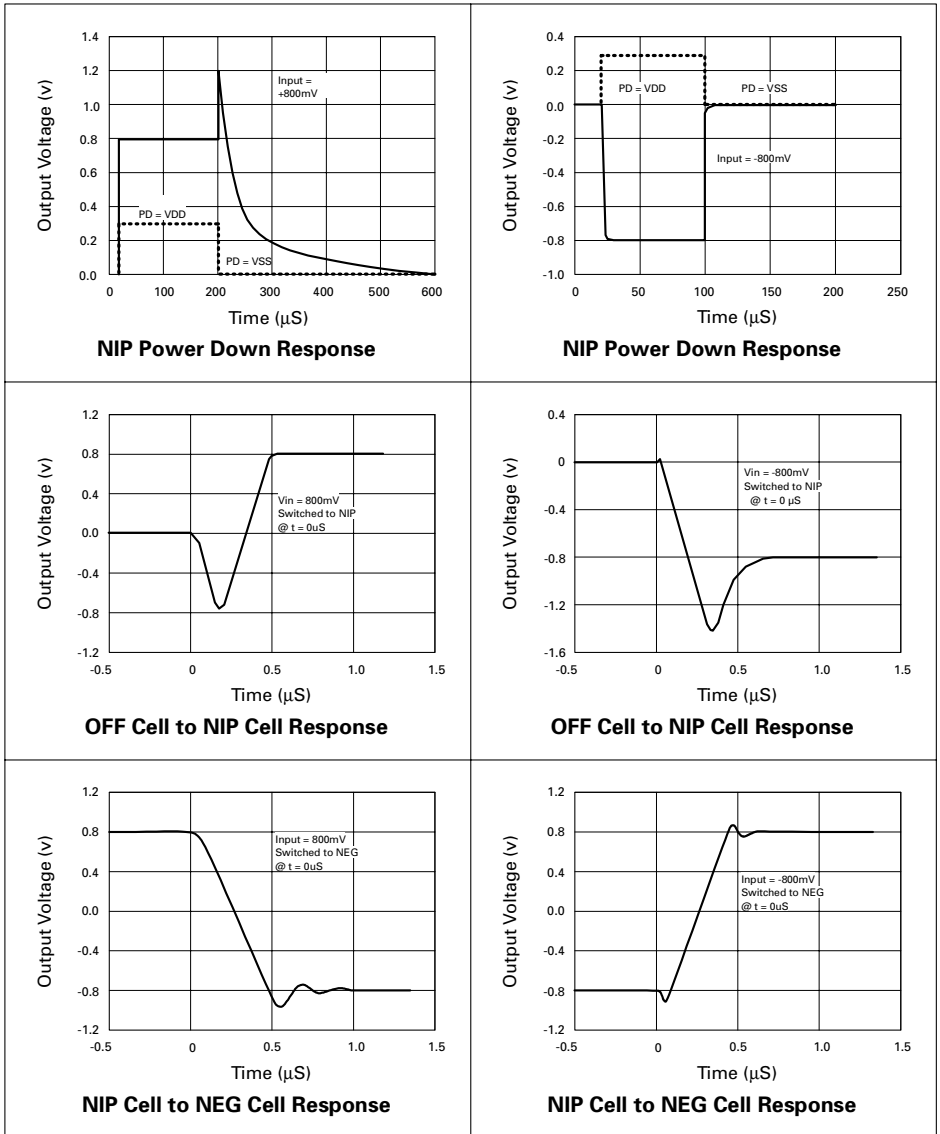 Output Voltage (v)
1.4
1.2
1.0
0.8
0.6
0.4
0.2
0.0
Input =
+800mV
PD = VDD
PD = VSS
0 100 200 300 400 500 600
Time (µS)
NIP Power Down Response
Output Voltage (v)
0.4
0.2
0.0
-0.2
-0.4
-0.6
-0.8
-1.0
PD = VDD
PD = VSS
Input = -800mV
0 50 100 150 200 250
Time (µS)
NIP Power Down Response
Output Voltage (v)
1.2
0.8
0.4
0.0
-0.4
-0.8
-1.2
Vin = 800mV
Switched to NIP
@ t = 0uS
-0.5 0 0.5 1.0 1.5
Time (µS)
OFF Cell to NIP Cell Response
Output Voltage (v)
0.4
0
-0.4
-0.8
-1.2
-1.6
Vin = -800mV
Switched to NIP
@ t = 0 µS
-0.5 0 0.5 1.0 1.5
Time (µS)
OFF Cell to NIP Cell Response
Output Voltage (v)
1.2
0.8
0.4
0.0
-0.4
-0.8
-1.2
Input = 800mV
Switched to NEG
@ t = 0uS
-0.5 0 0.5 1.0 1.5
Time (µS)
NIP Cell to NEG Cell Response
Output Voltage (v)
1.2
0.8
0.4
0.0
-0.4
-0.8
-1.2
Input = -800mV
Switched to NEG
@ t = 0uS
-0.5 0 0.5 1.0 1.5
Time (µS)
NIP Cell to NEG Cell Response